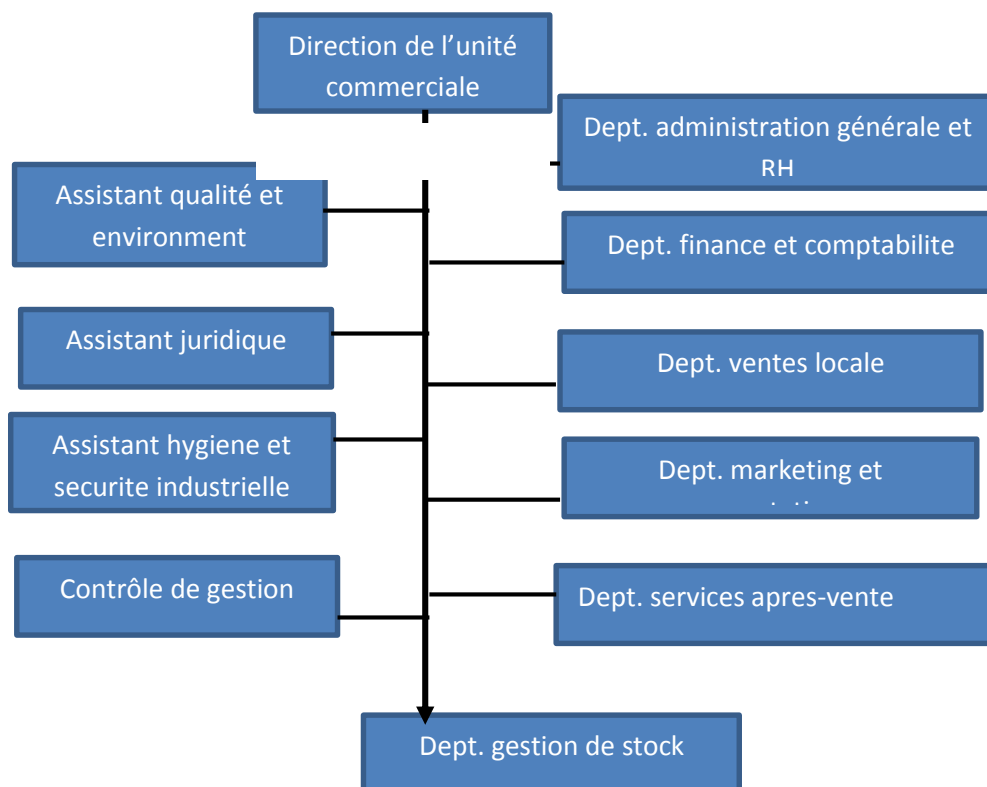 Direction de l'unité
commerciale
Dept. administration générale et
RH
Assistant qualité et
environment
Dept. finance et comptabilite
Assistant juridique
Dept. ventes locale
Assistant hygiene et
securite industrielle
Dept. marketing et
Contrôle de gestion
Dept. services apres-vente
Dept. gestion de stock